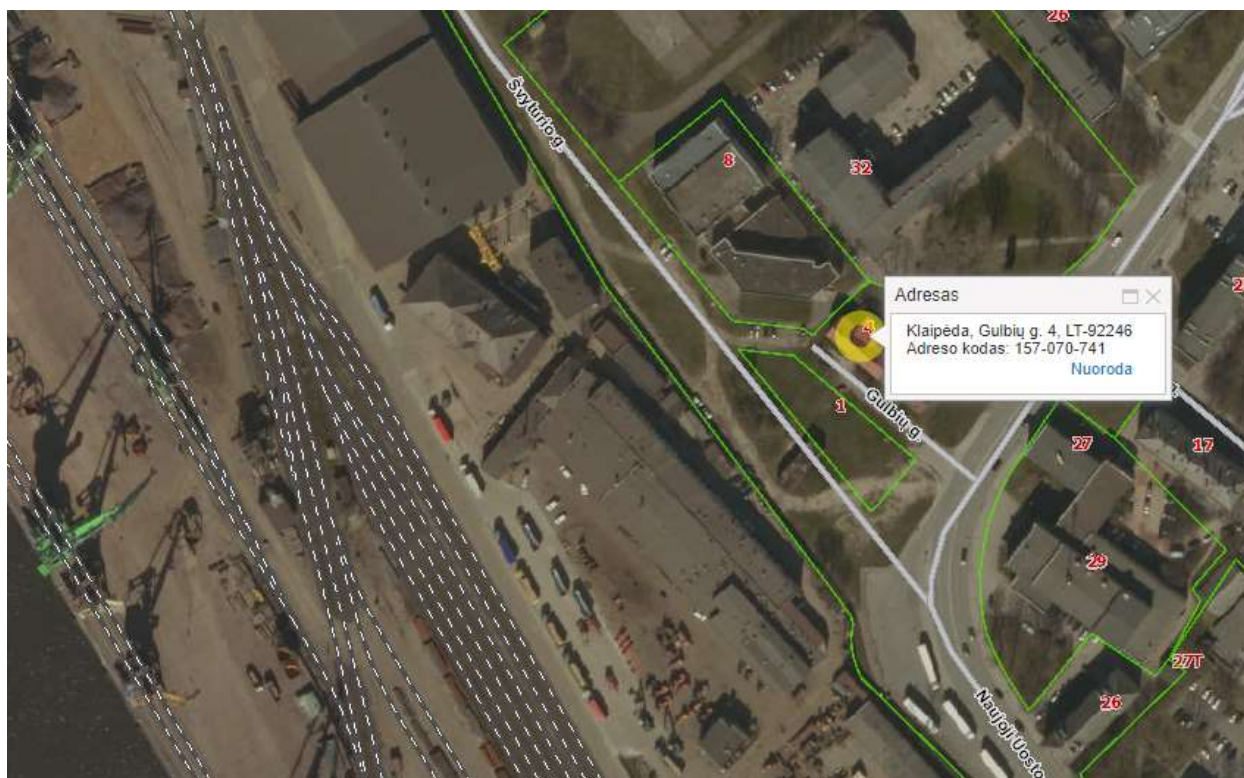 26
Švyturio g.
8
32
2
Adresas
Klaipėda, Gulbių g. 4, LT-92246
Adreso kodas: 157-070-741
Nuoroda
4
1
Gulbių g.
27
17
29
27T
26
Naujoji Uosto